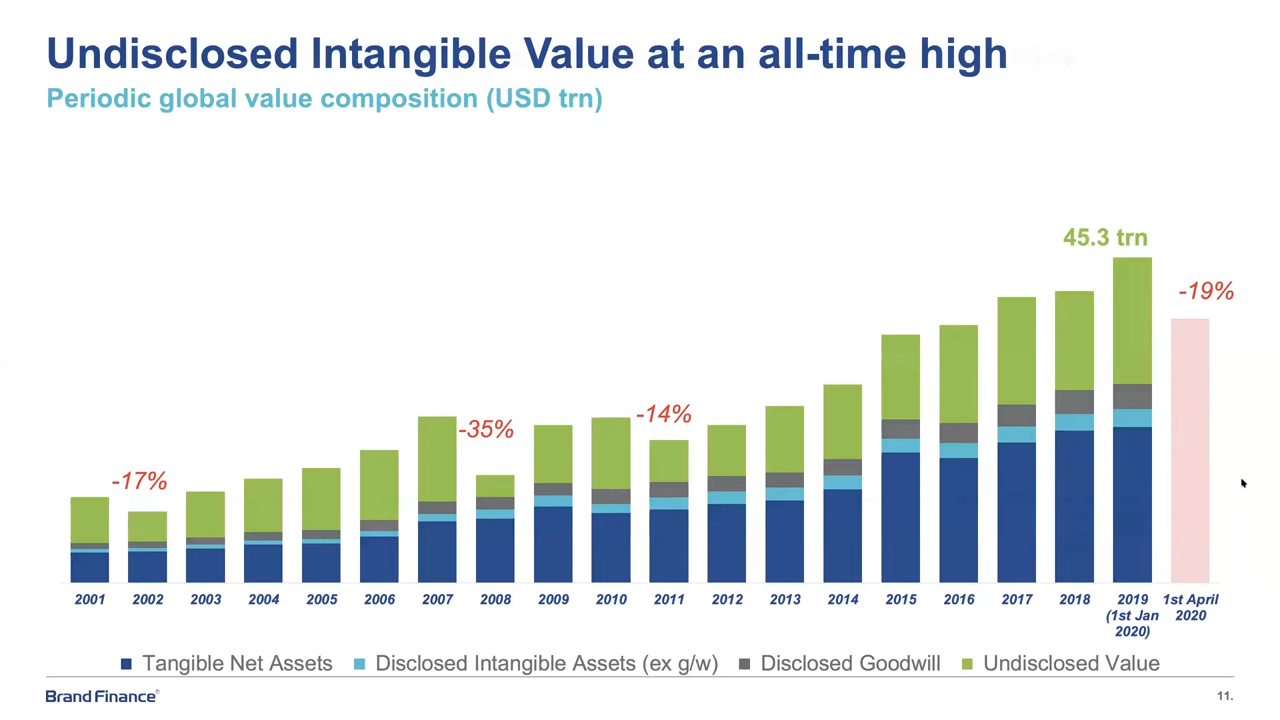 Undisclosed Intangible Value at an all-time high
Periodic global value composition (USD trn)
45.3 trn
-19%
-17%
-35%
-14%
2001 2002 2003 2004 2005 2006 2007 2008 2009 2010 2011 2012 2013 2014 2015 2016 2017 2018 2019 1st April
(1st Jan 2020
2020)
Tangible Net Assets Disclosed Intangible Assets (ex g/w) Disclosed Goodwill Undisclosed Value
Brand Finance®
11.